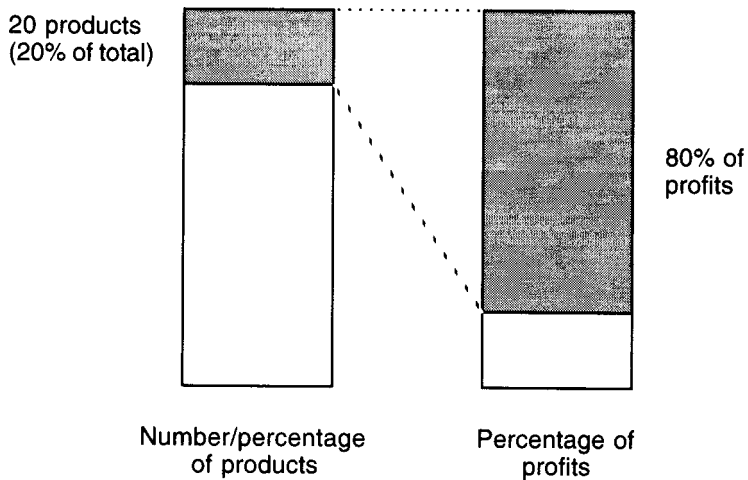 20 products
(20% of total)
80% of
profits
Number/percentage
of products
Percentage of
profits